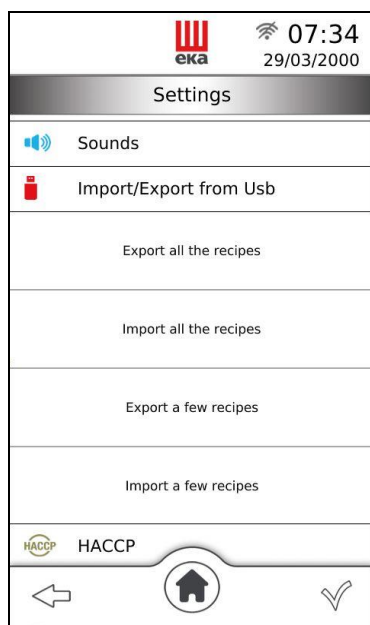 eka
07:34
29/03/2000
Settings
Sounds
Import/Export from Usb
Export all the recipes
Import all the recipes
Export a few recipes
Import a few recipes
HACCP
HACCP